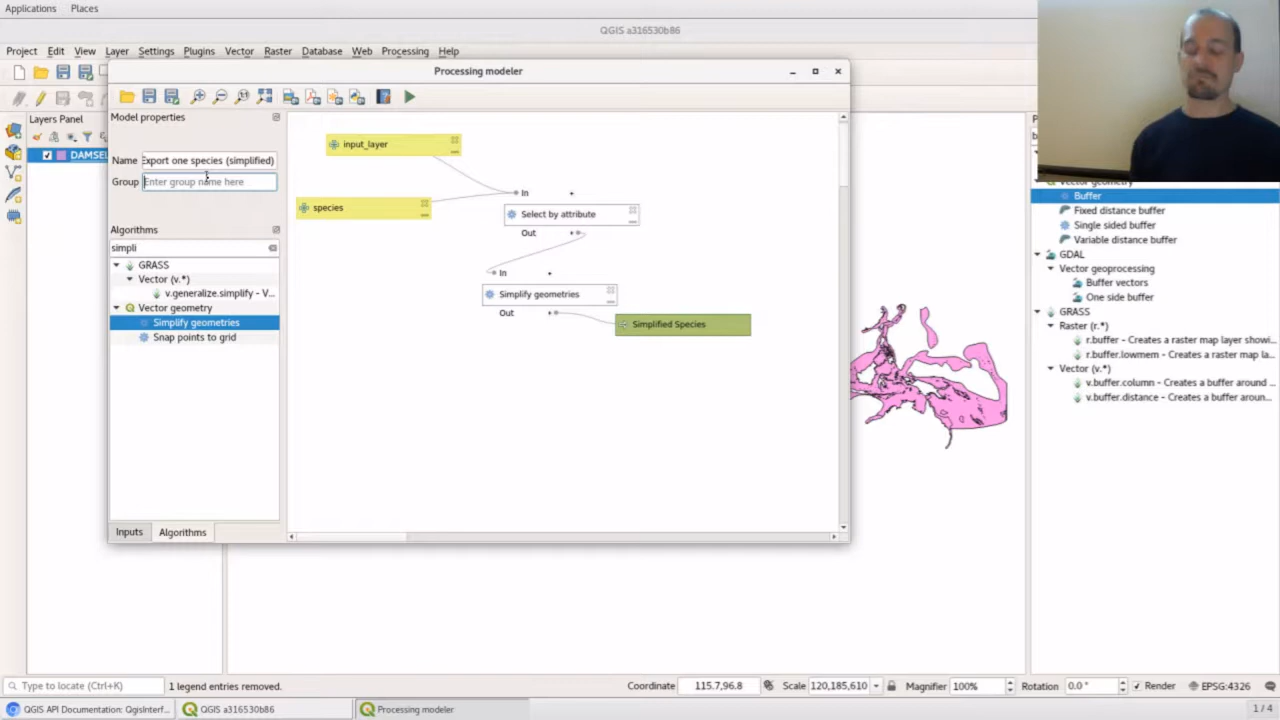 Applications Places
QGIS a316530b86
Project Edit View Layer Settings Plugins Vector Raster Database Web Processing Help
Processing modeler
Layers Panel
DAMSEL
Model properties
Name Export one species (simplified)
Group Enter group name here
Algorithms
simpli
GRASS
Vector (v.*)
v.generalize.simplify - V...
Vector geometry
Simplify geometries
Snap points to grid
Inputs Algorithms
input_layer
species
In
Select by attribute
Out
In
Simplify geometries
Out
Simplified Species
Vector geometry
Buffer
Fixed distance buffer
Single sided buffer
Variable distance buffer
GDAL
Vector geoprocessing
Buffer vectors
One side buffer
GRASS
Raster (r.*)
r.buffer - Creates a raster map layer showi...
r.buffer.lowmem - Creates a raster map la...
Vector (v.*)
v.buffer.column - Creates a buffer around ...
v.buffer.distance - Creates a buffer aroun...
Type to locate (Ctrl+K) 1 legend entries removed. Coordinate 115.7,96.8 Scale 120,185,610 Magnifier 100% Rotation 0.0 ° Render EPSG:4326
QGIS API Documentation: QgisInterf... QGIS a316530b86 Processing modeler 1 / 4